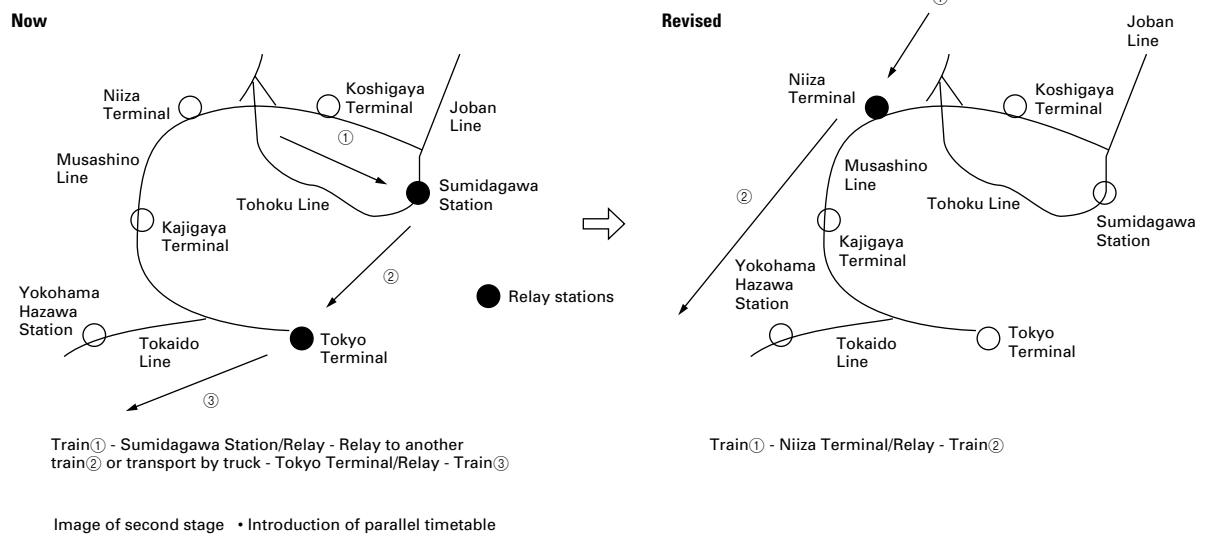 Now
Niiza
Terminal
Koshigaya
Terminal
Joban
Line
①
Musashino
Line
Tohoku Line
Sumidagawa
Station
Kajigaya
Terminal
②
Yokohama
Hazawa
Station
Tokaido
Line
Tokyo
Terminal
③
Relay stations
Train① - Sumidagawa Station/Relay - Relay to another
train② or transport by truck - Tokyo Terminal/Relay - Train③
Revised
Joban
Line
Niiza
Terminal
Koshigaya
Terminal
Musashino
Line
②
Tohoku Line
Sumidagawa
Station
Kajigaya
Terminal
Yokohama
Hazawa
Station
Tokaido
Line
Tokyo
Terminal
Train① - Niiza Terminal/Relay - Train②
Image of second stage • Introduction of parallel timetable